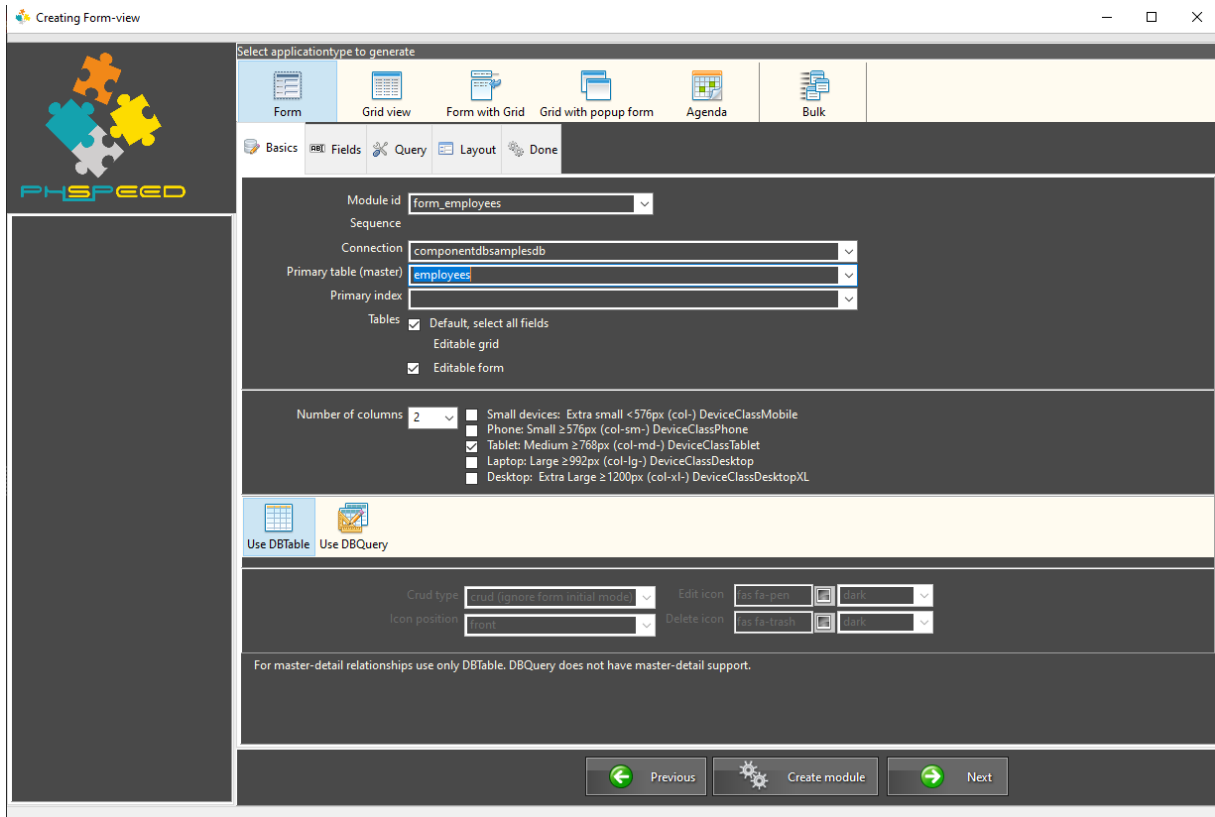 Creating Form-view
Select applicationtype to generate
Form Grid view Form with Grid Grid with popup form Agenda Bulk
Basics Fields Query Layout Done
PHSPEED
Module id form_employees
Sequence
Connection componentdbsamplesdb
Primary table (master) employees
Primary index
Tables Default, select all fields
Editable grid
Editable form
Number of columns 2 Small devices: Extra small <576px (col-) DeviceClassMobile
Phone: Small ≥576px (col-sm-) DeviceClassPhone
Tablet: Medium ≥768px (col-md-) DeviceClassTablet
Laptop: Large ≥992px (col-lg-) DeviceClassDesktop
Desktop: Extra Large ≥1200px (col-xl-) DeviceClassDesktopXL
Use DBTable Use DBQuery
Crud type crud (ignore form initial mode) Edit icon fas fa-pen dark
Icon position front Delete icon fas fa-trash dark
For master-detail relationships use only DBTable. DBQuery does not have master-detail support.
Previous Create module Next